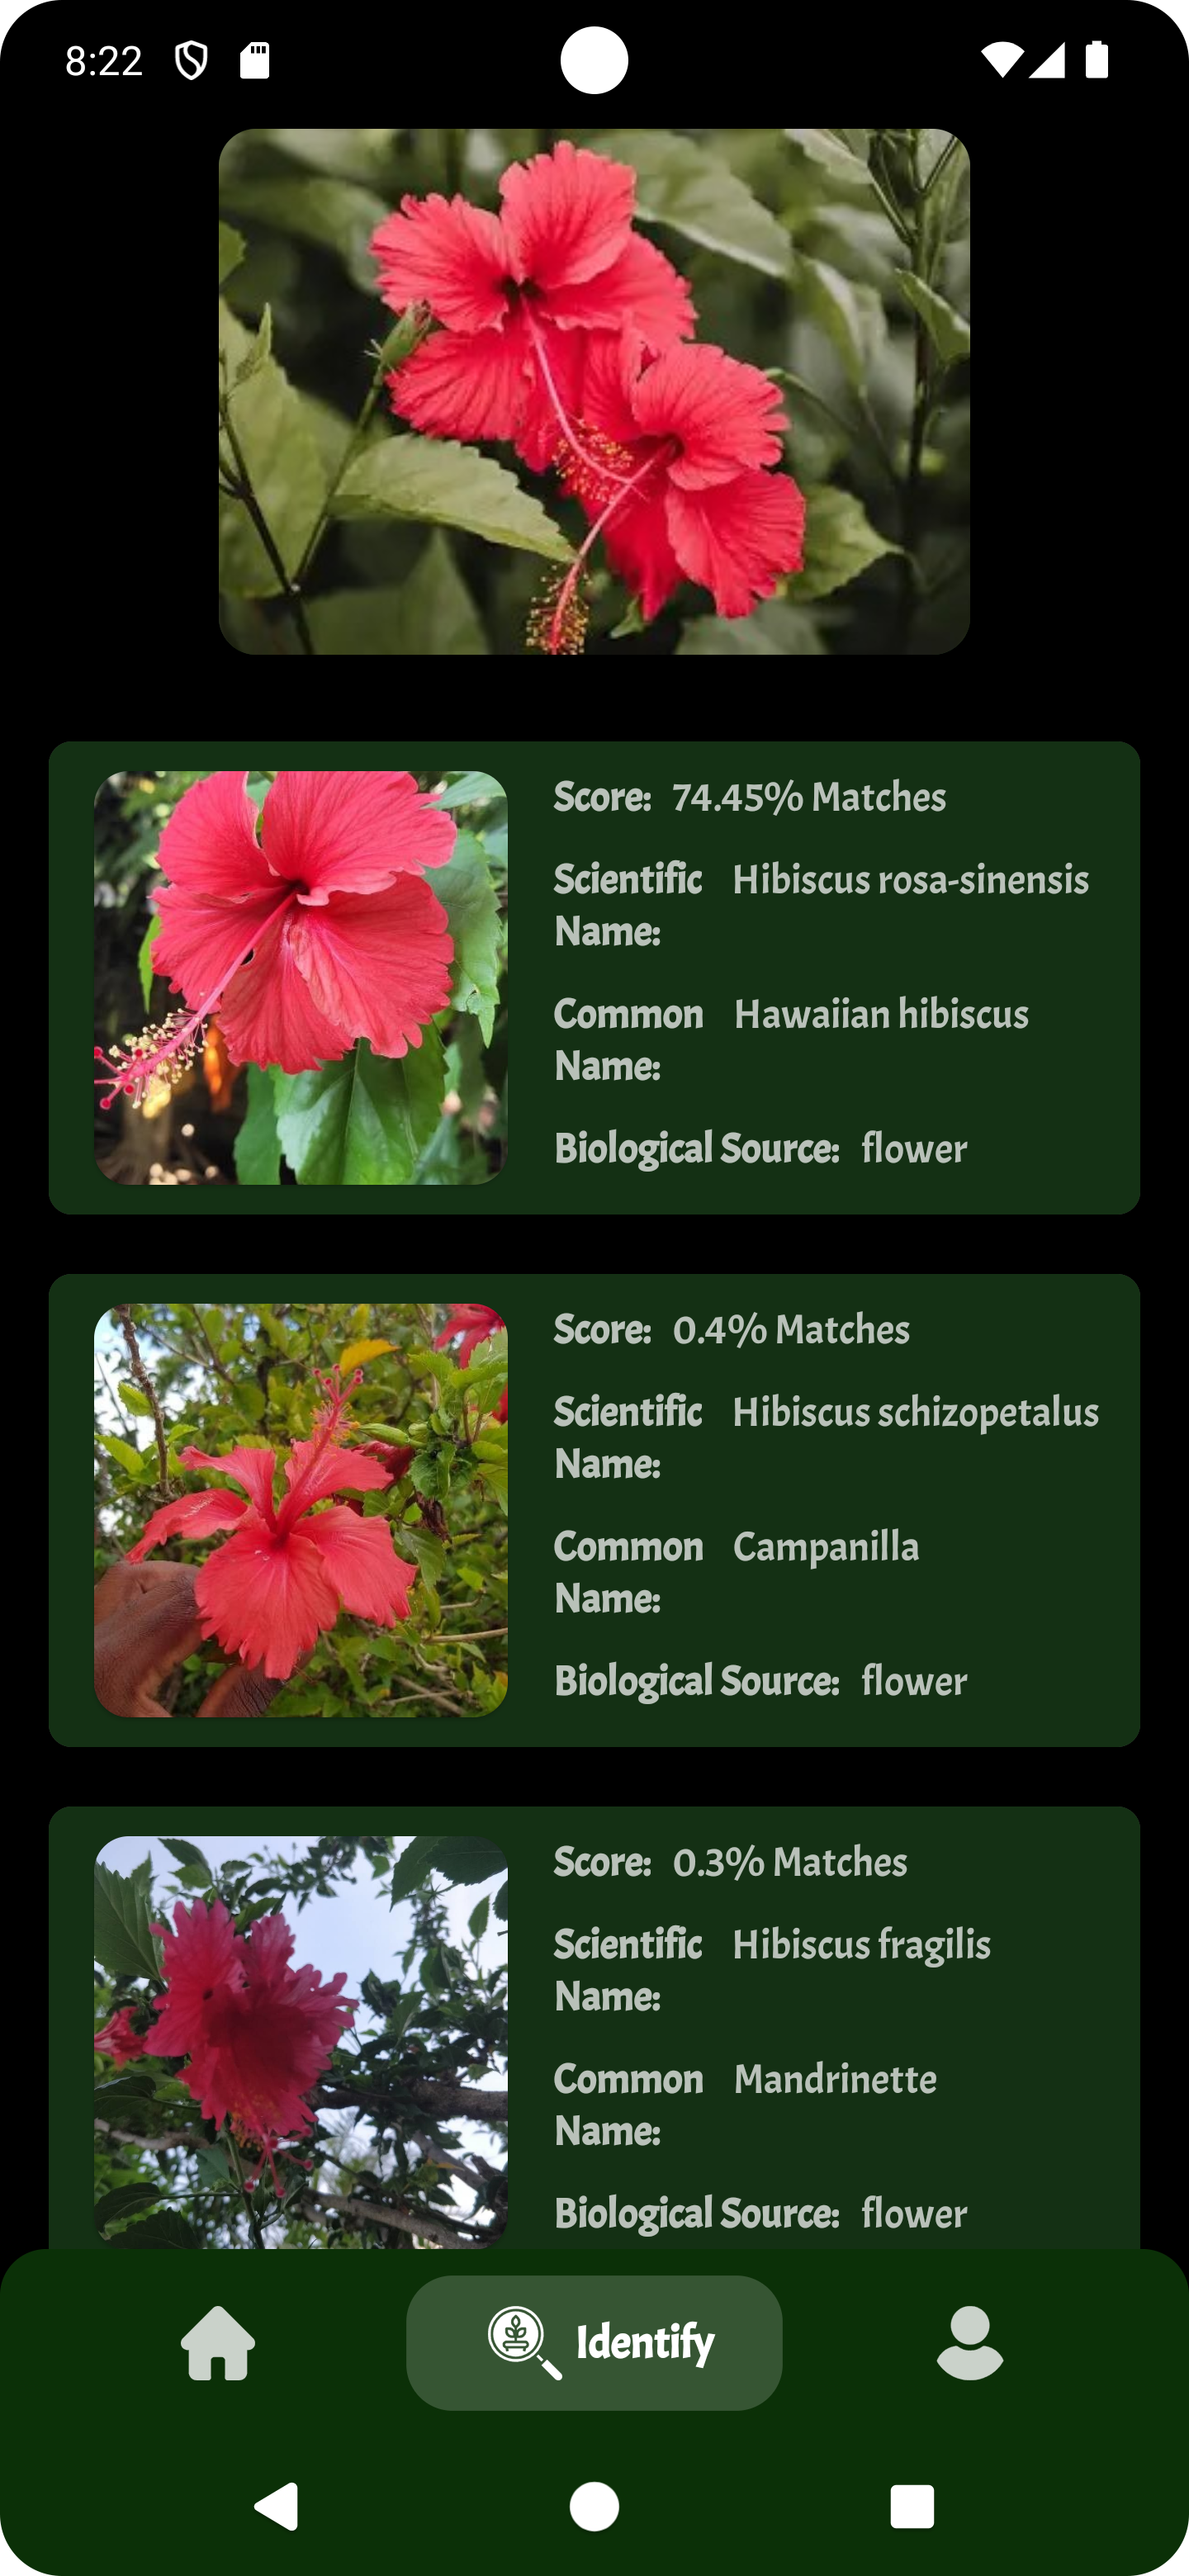 8:22
Score: 74.45% Matches
Scientific Name: Hibiscus rosa-sinensis
Common Name: Hawaiian hibiscus
Biological Source: flower
Score: 0.4% Matches
Scientific Name: Hibiscus schizopetalus
Common Name: Campanilla
Biological Source: flower
Score: 0.3% Matches
Scientific Name: Hibiscus fragilis
Common Name: Mandrinette
Biological Source: flower
Identify